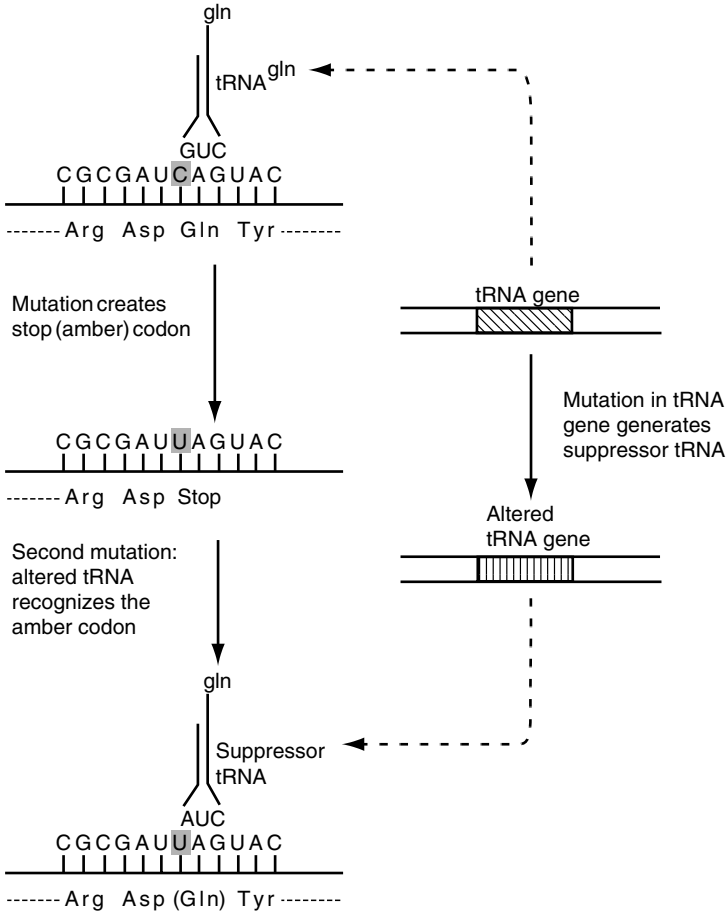 gln
tRNAgln
GUC
CGCGAUCAGUAC
------- Arg Asp Gln Tyr -------
Mutation creates
stop (amber) codon
tRNA gene
Mutation in tRNA
gene generates
suppressor tRNA
CGCGAUUAGUAC
------- Arg Asp Stop
Altered
tRNA gene
Second mutation:
altered tRNA
recognizes the
amber codon
gln
Suppressor
tRNA
AUC
CGCGAUUAGUAC
------- Arg Asp (Gln) Tyr -------